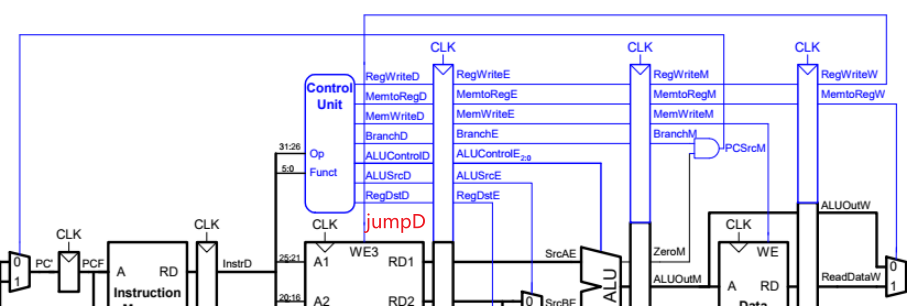 CLK CLK CLK
RegWriteD RegWriteE RegWriteM RegWriteW
Control Unit
MemtoRegD MemtoRegE MemtoRegM MemtoRegW
MemWriteD MemWriteE MemWriteM
BranchD BranchE BranchM
PCSrcM
31:26 Op ALUControlD ALUControlE2:0
5:0 Funct ALUSrcD ALUSrcE
RegDstD RegDstE
jumpD
ALUOutW
CLK CLK CLK CLK
0 1 PC' PCF A RD InstrD 25:21 A1 WE3 RD1 SrcAE ZeroM WE
Instruction
20:16 A2 RD2 0 SrcBE ALU ALUOutM A RD ReadDataW 0 1
Data